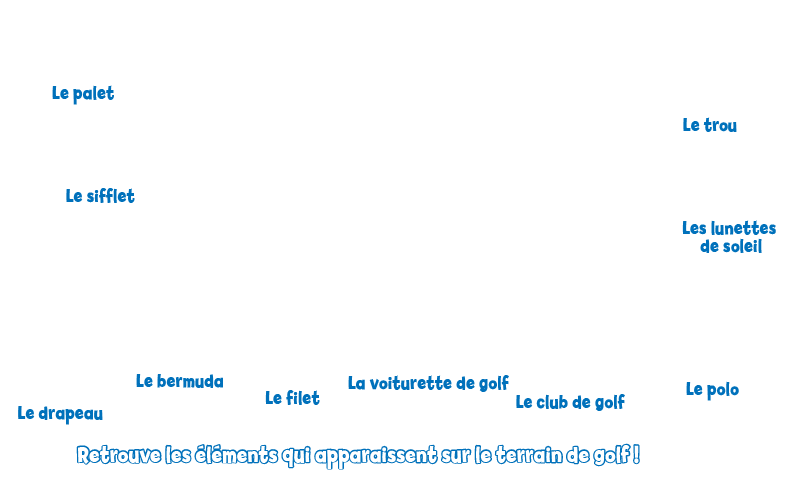 Le palet
Le trou
Le sifflet
Les lunettes
de soleil
Le bermuda
La voiturette de golf
Le polo
Le filet
Le club de golf
Le drapeau
Retrouve les éléments qui apparaissent sur le terrain de golf !